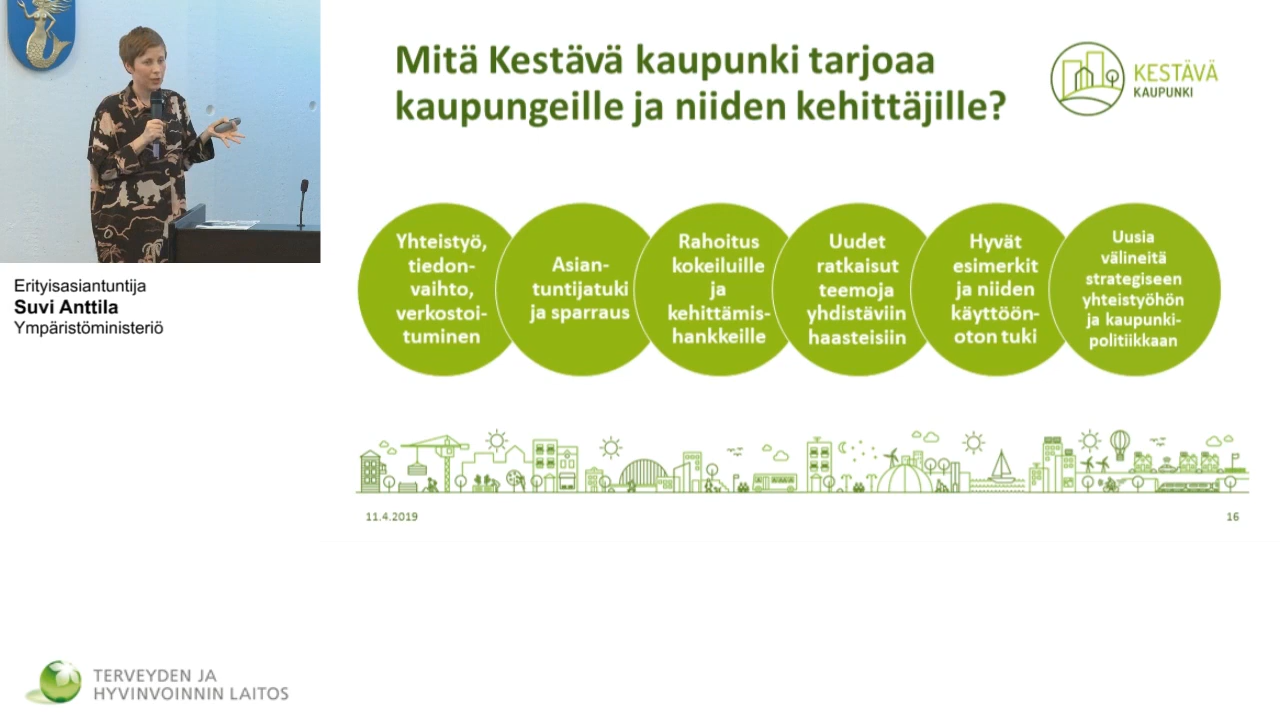 Mitä Kestävä kaupunki tarjoaa
kaupungeille ja niiden kehittäjille?
KESTÄVÄ
KAUPUNKI
Erityisasiantuntija
Suvi Anttila
Ympäristöministeriö
Yhteistyö,
tiedon-
vaihto,
verkostoi-
tuminen
Asian-
tuntijatuki
ja sparraus
Rahoitus
kokeiluille
ja
kehittämis-
hankkeille
Uudet
ratkaisut
teemoja
yhdistäviin
haasteisiin
Hyvät
esimerkit
ja niiden
käyttöön-
oton tuki
Uusia
välineitä
strategiseen
yhteistyöhön
ja kaupunki-
politiikkaan
11.4.2019
16
TERVEYDEN JA
HYVINVOINNIN LAITOS